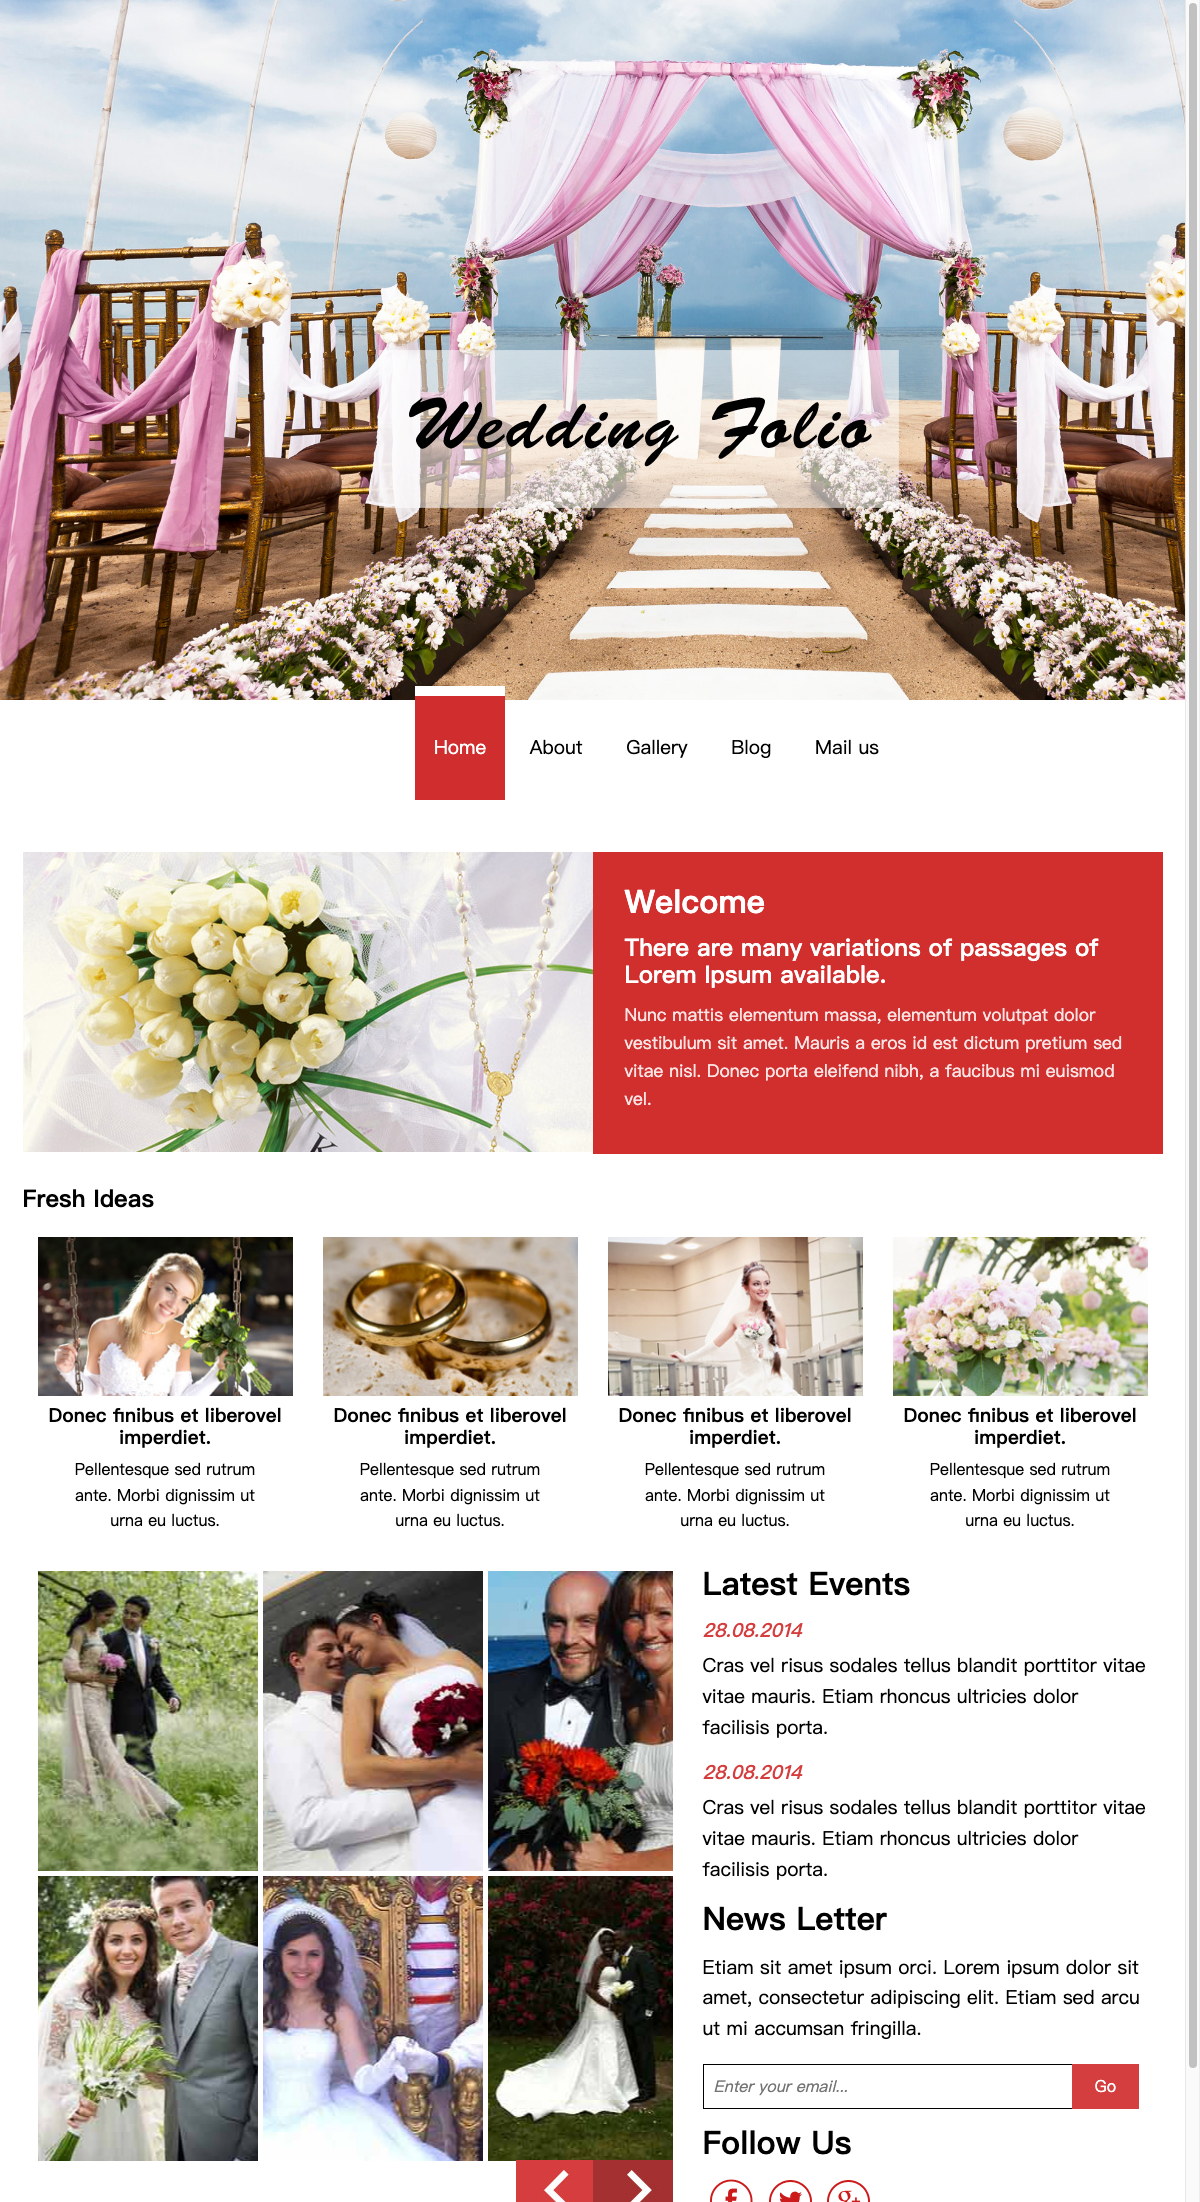 Wedding Folio
Home About Gallery Blog Mail us
Welcome
There are many variations of passages of
Lorem Ipsum available.
Nunc mattis elementum massa, elementum volutpat dolor
vestibulum sit amet. Mauris a eros id est dictum pretium sed
vitae nisl. Donec porta eleifend nibh, a faucibus mi euismod
vel.
Fresh Ideas
Donec finibus et liberovel
imperdiet.
Pellentesque sed rutrum
ante. Morbi dignissim ut
urna eu luctus.
Donec finibus et liberovel
imperdiet.
Pellentesque sed rutrum
ante. Morbi dignissim ut
urna eu luctus.
Donec finibus et liberovel
imperdiet.
Pellentesque sed rutrum
ante. Morbi dignissim ut
urna eu luctus.
Donec finibus et liberovel
imperdiet.
Pellentesque sed rutrum
ante. Morbi dignissim ut
urna eu luctus.
Latest Events
28.08.2014
Cras vel risus sodales tellus blandit porttitor vitae
vitae mauris. Etiam rhoncus ultricies dolor
facilisis porta.
28.08.2014
Cras vel risus sodales tellus blandit porttitor vitae
vitae mauris. Etiam rhoncus ultricies dolor
facilisis porta.
News Letter
Etiam sit amet ipsum orci. Lorem ipsum dolor sit
amet, consectetur adipiscing elit. Etiam sed arcu
ut mi accumsan fringilla.
Enter your email... Go
Follow Us